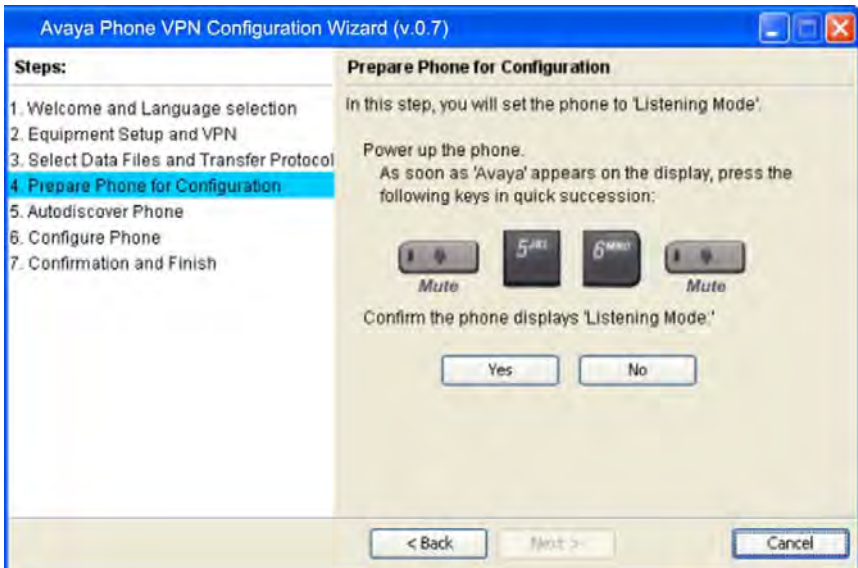 Avaya Phone VPN Configuration Wizard (v.0.7)
Steps:
1. Welcome and Language selection
2. Equipment Setup and VPN
3. Select Data Files and Transfer Protocol
4. Prepare Phone for Configuration
5. Autodiscover Phone
6. Configure Phone
7. Confirmation and Finish
Prepare Phone for Configuration
In this step, you will set the phone to 'Listening Mode'.
Power up the phone.
As soon as 'Avaya' appears on the display, press the
following keys in quick succession:
5 JKL 6 MNO
Mute Mute
Confirm the phone displays 'Listening Mode.'
Yes No
< Back Next > Cancel